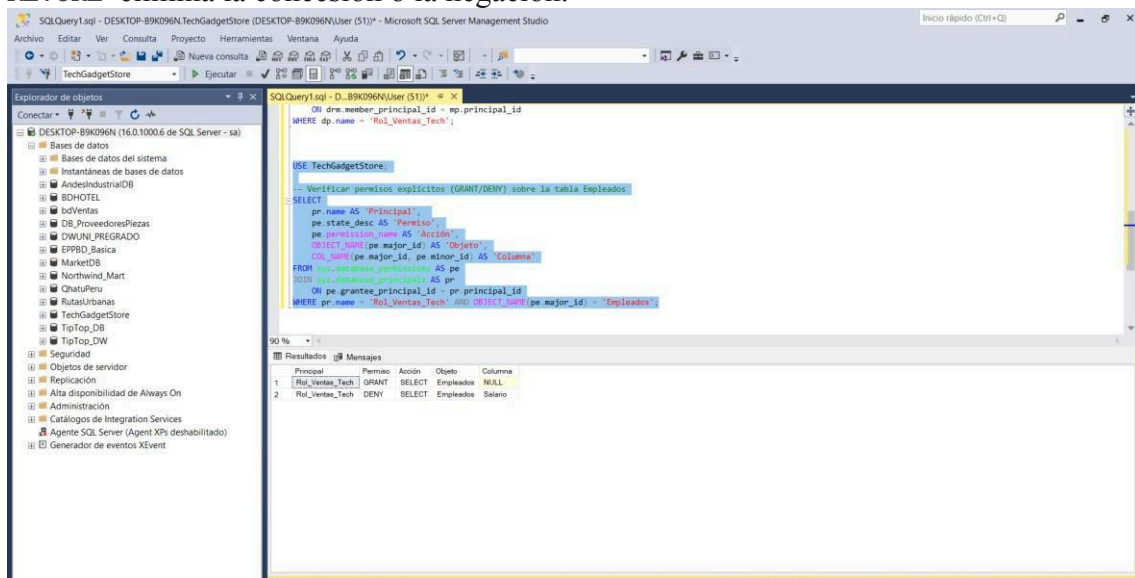 REVOKE elimina la concesión o la negación.
SQLQuery1.sql - DESKTOP-B9K096N.TechGadgetStore (DESKTOP-B9K096N\User (51))* - Microsoft SQL Server Management Studio
Inicio rápido (Ctrl+Q)
Archivo Editar Ver Consulta Proyecto Herramientas Ventana Ayuda
Nueva consulta
TechGadgetStore Ejecutar
Explorador de objetos
SQLQuery1.sql - D...B9K096N\User (51))*
Conectar
DESKTOP-B9K096N (16.0.1000.6 de SQL Server - sa)
Bases de datos
Bases de datos del sistema
Instantáneas de bases de datos
AndesIndustrialDB
BDHOTEL
bdVentas
DB_ProveedoresPiezas
DWUNI_PREGRADO
EPPBD_Basica
MarketDB
Northwind_Mart
QhatuPeru
RutasUrbanas
TechGadgetStore
TipTop_DB
TipTop_DW
Seguridad
Objetos de servidor
Replicación
Alta disponibilidad de Always On
Administración
Catálogos de Integration Services
Agente SQL Server (Agent XPs deshabilitado)
Generador de eventos XEvent
ON drm.member_principal_id = mp.principal_id
WHERE dp.name = 'Rol_Ventas_Tech';
USE TechGadgetStore;
-- Verificar permisos explícitos (GRANT/DENY) sobre la tabla Empleados
SELECT
pr.name AS 'Principal',
pe.state_desc AS 'Permiso',
pe.permission_name AS 'Acción',
OBJECT_NAME(pe.major_id) AS 'Objeto',
COL_NAME(pe.major_id, pe.minor_id) AS 'Columna'
FROM sys.database_permissions AS pe
JOIN sys.database_principals AS pr
ON pe.grantee_principal_id = pr.principal_id
WHERE pr.name = 'Rol_Ventas_Tech' AND OBJECT_NAME(pe.major_id) = 'Empleados';
90 %
Resultados Mensajes
Principal Permiso Acción Objeto Columna
1 Rol_Ventas_Tech GRANT SELECT Empleados NULL
2 Rol_Ventas_Tech DENY SELECT Empleados Salario